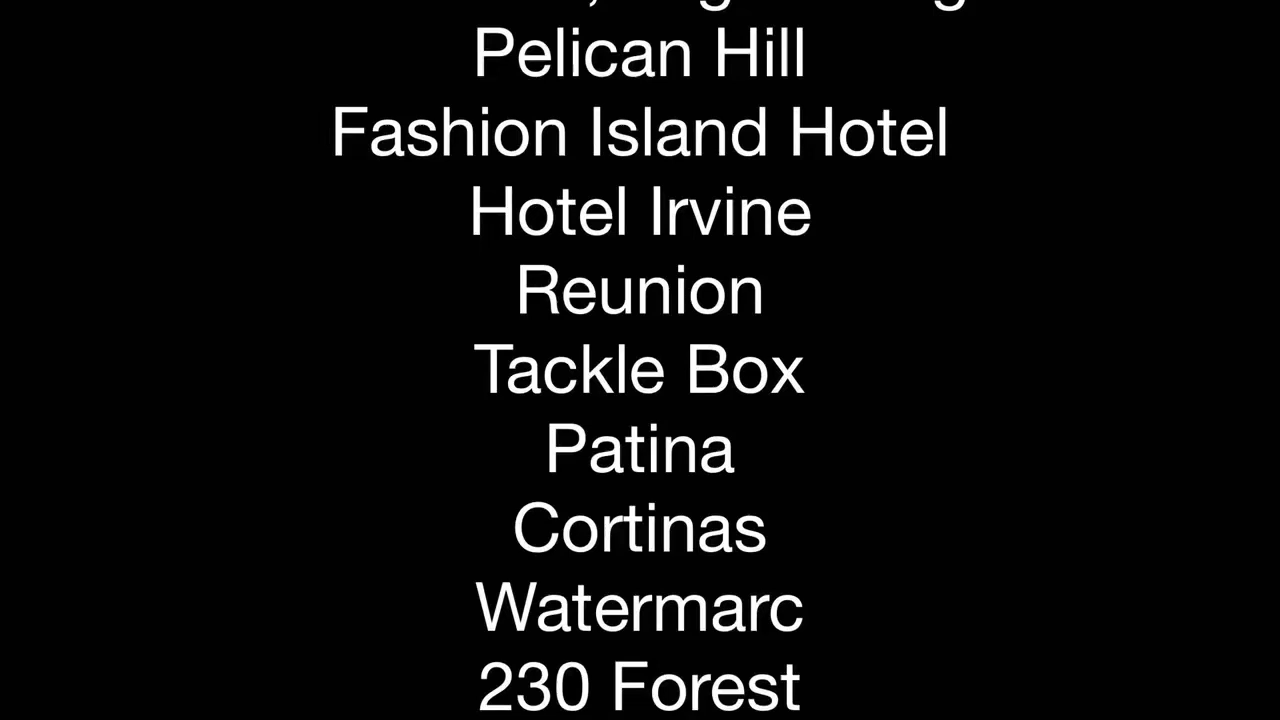 Pelican Hill
Fashion Island Hotel
Hotel Irvine
Reunion
Tackle Box
Patina
Cortinas
Watermarc
230 Forest